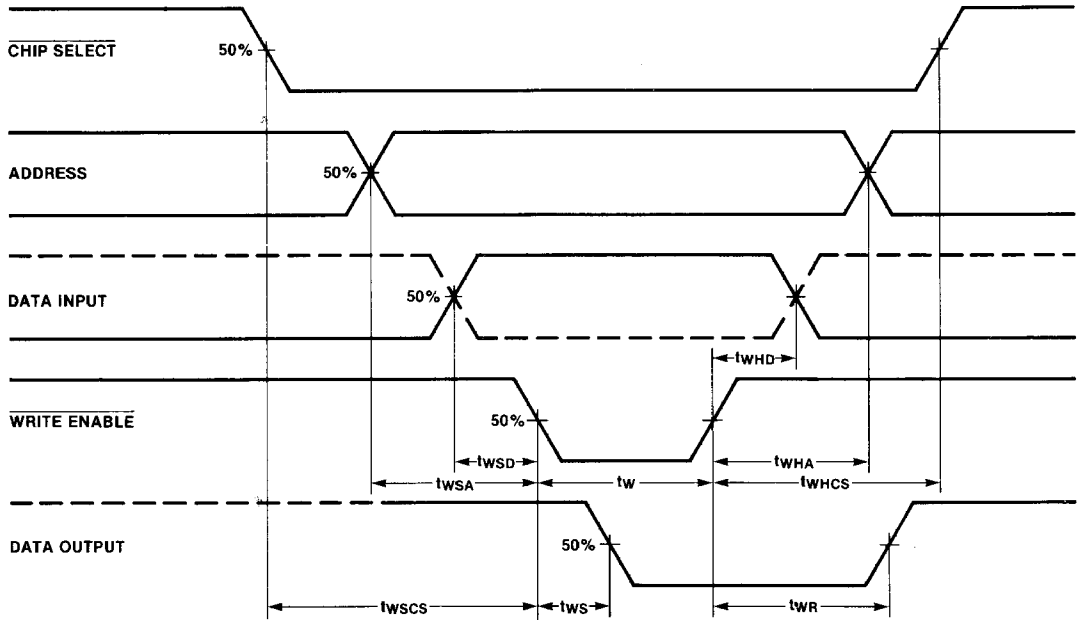 CHIP SELECT
50%
ADDRESS
50%
DATA INPUT
50%
tWHD
WRITE ENABLE
50%
tWSD
tWHA
tWSA
tW
tWHCS
DATA OUTPUT
50%
tWSCS
tWS
tWR